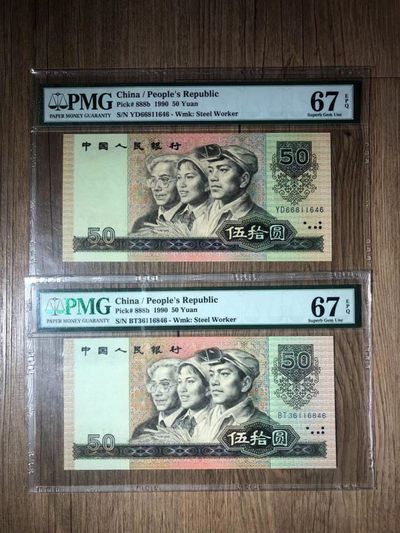 PMG
PAPER MONEY GUARANTY
China / People's Republic
Pick# 888b 1990 50 Yuan
S/N YD66811646 - Wmk: Steel Worker
67 EPQ
Superb Gem Unc
中国人民银行
50
YD66811646
50
伍拾圆
PMG
PAPER MONEY GUARANTY
China / People's Republic
Pick# 888b 1990 50 Yuan
S/N BT36116846 - Wmk: Steel Worker
67 EPQ
Superb Gem Unc
中国人民银行
50
BT36116846
50
伍拾圆